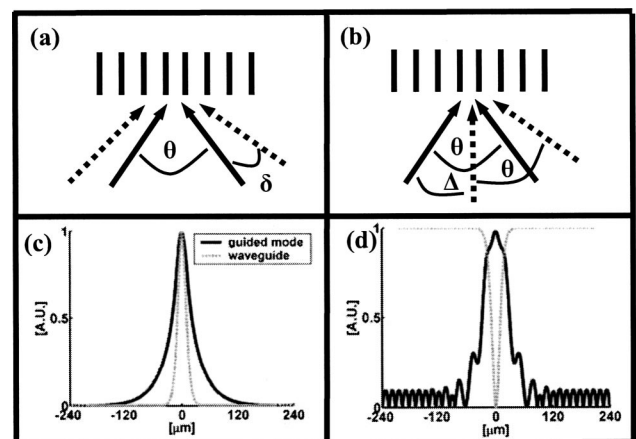 (a)
θ
δ
(b)
θ
θ
Δ
(c)
guided mode
waveguide
1
0.5
0
[A.U.]
-240 -120 0 120 240
[µm]
(d)
1
0.5
0
[A.U.]
-240 -120 0 120 240
[µm]